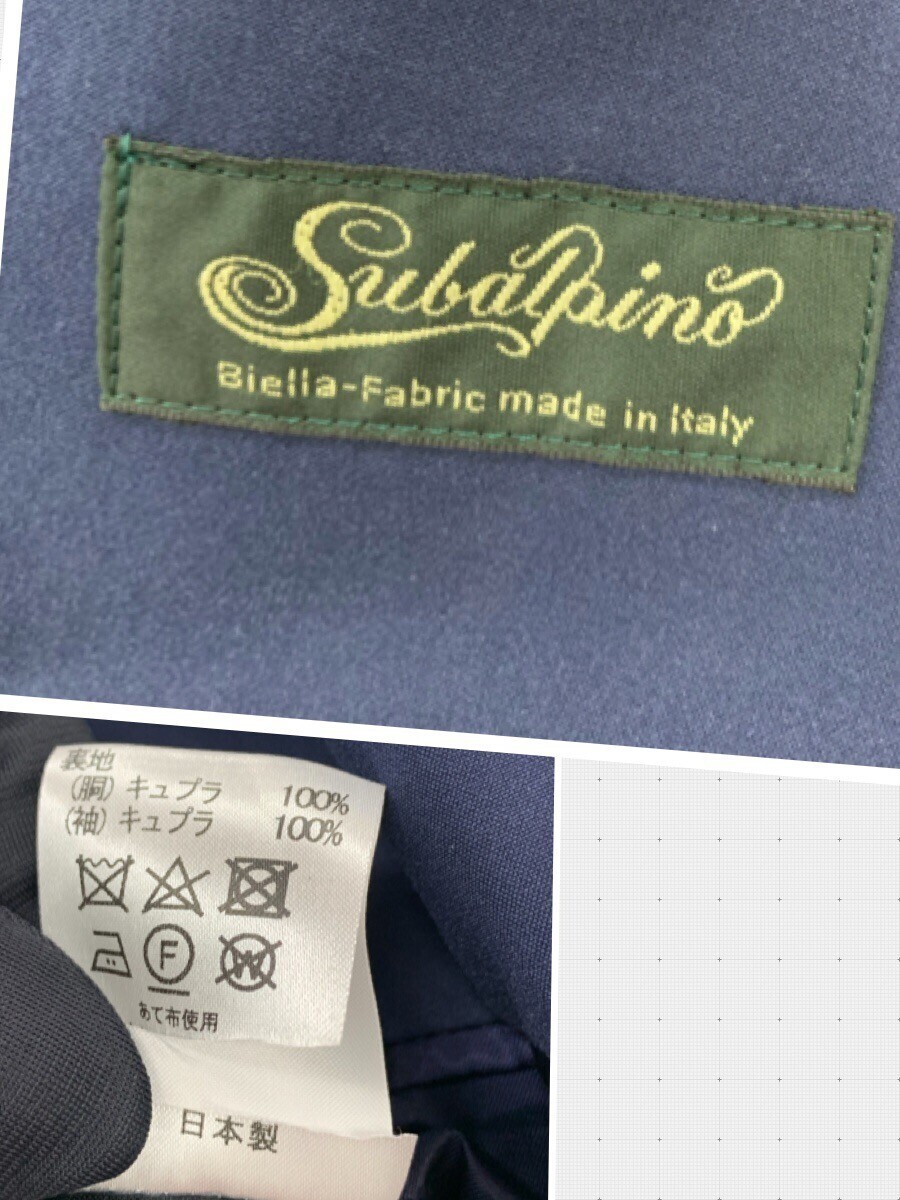 Subalpino
Biella-Fabric made in Italy
裏地
(胴) キュプラ 100%
(袖) キュプラ 100%
F W
あて布使用
日本製